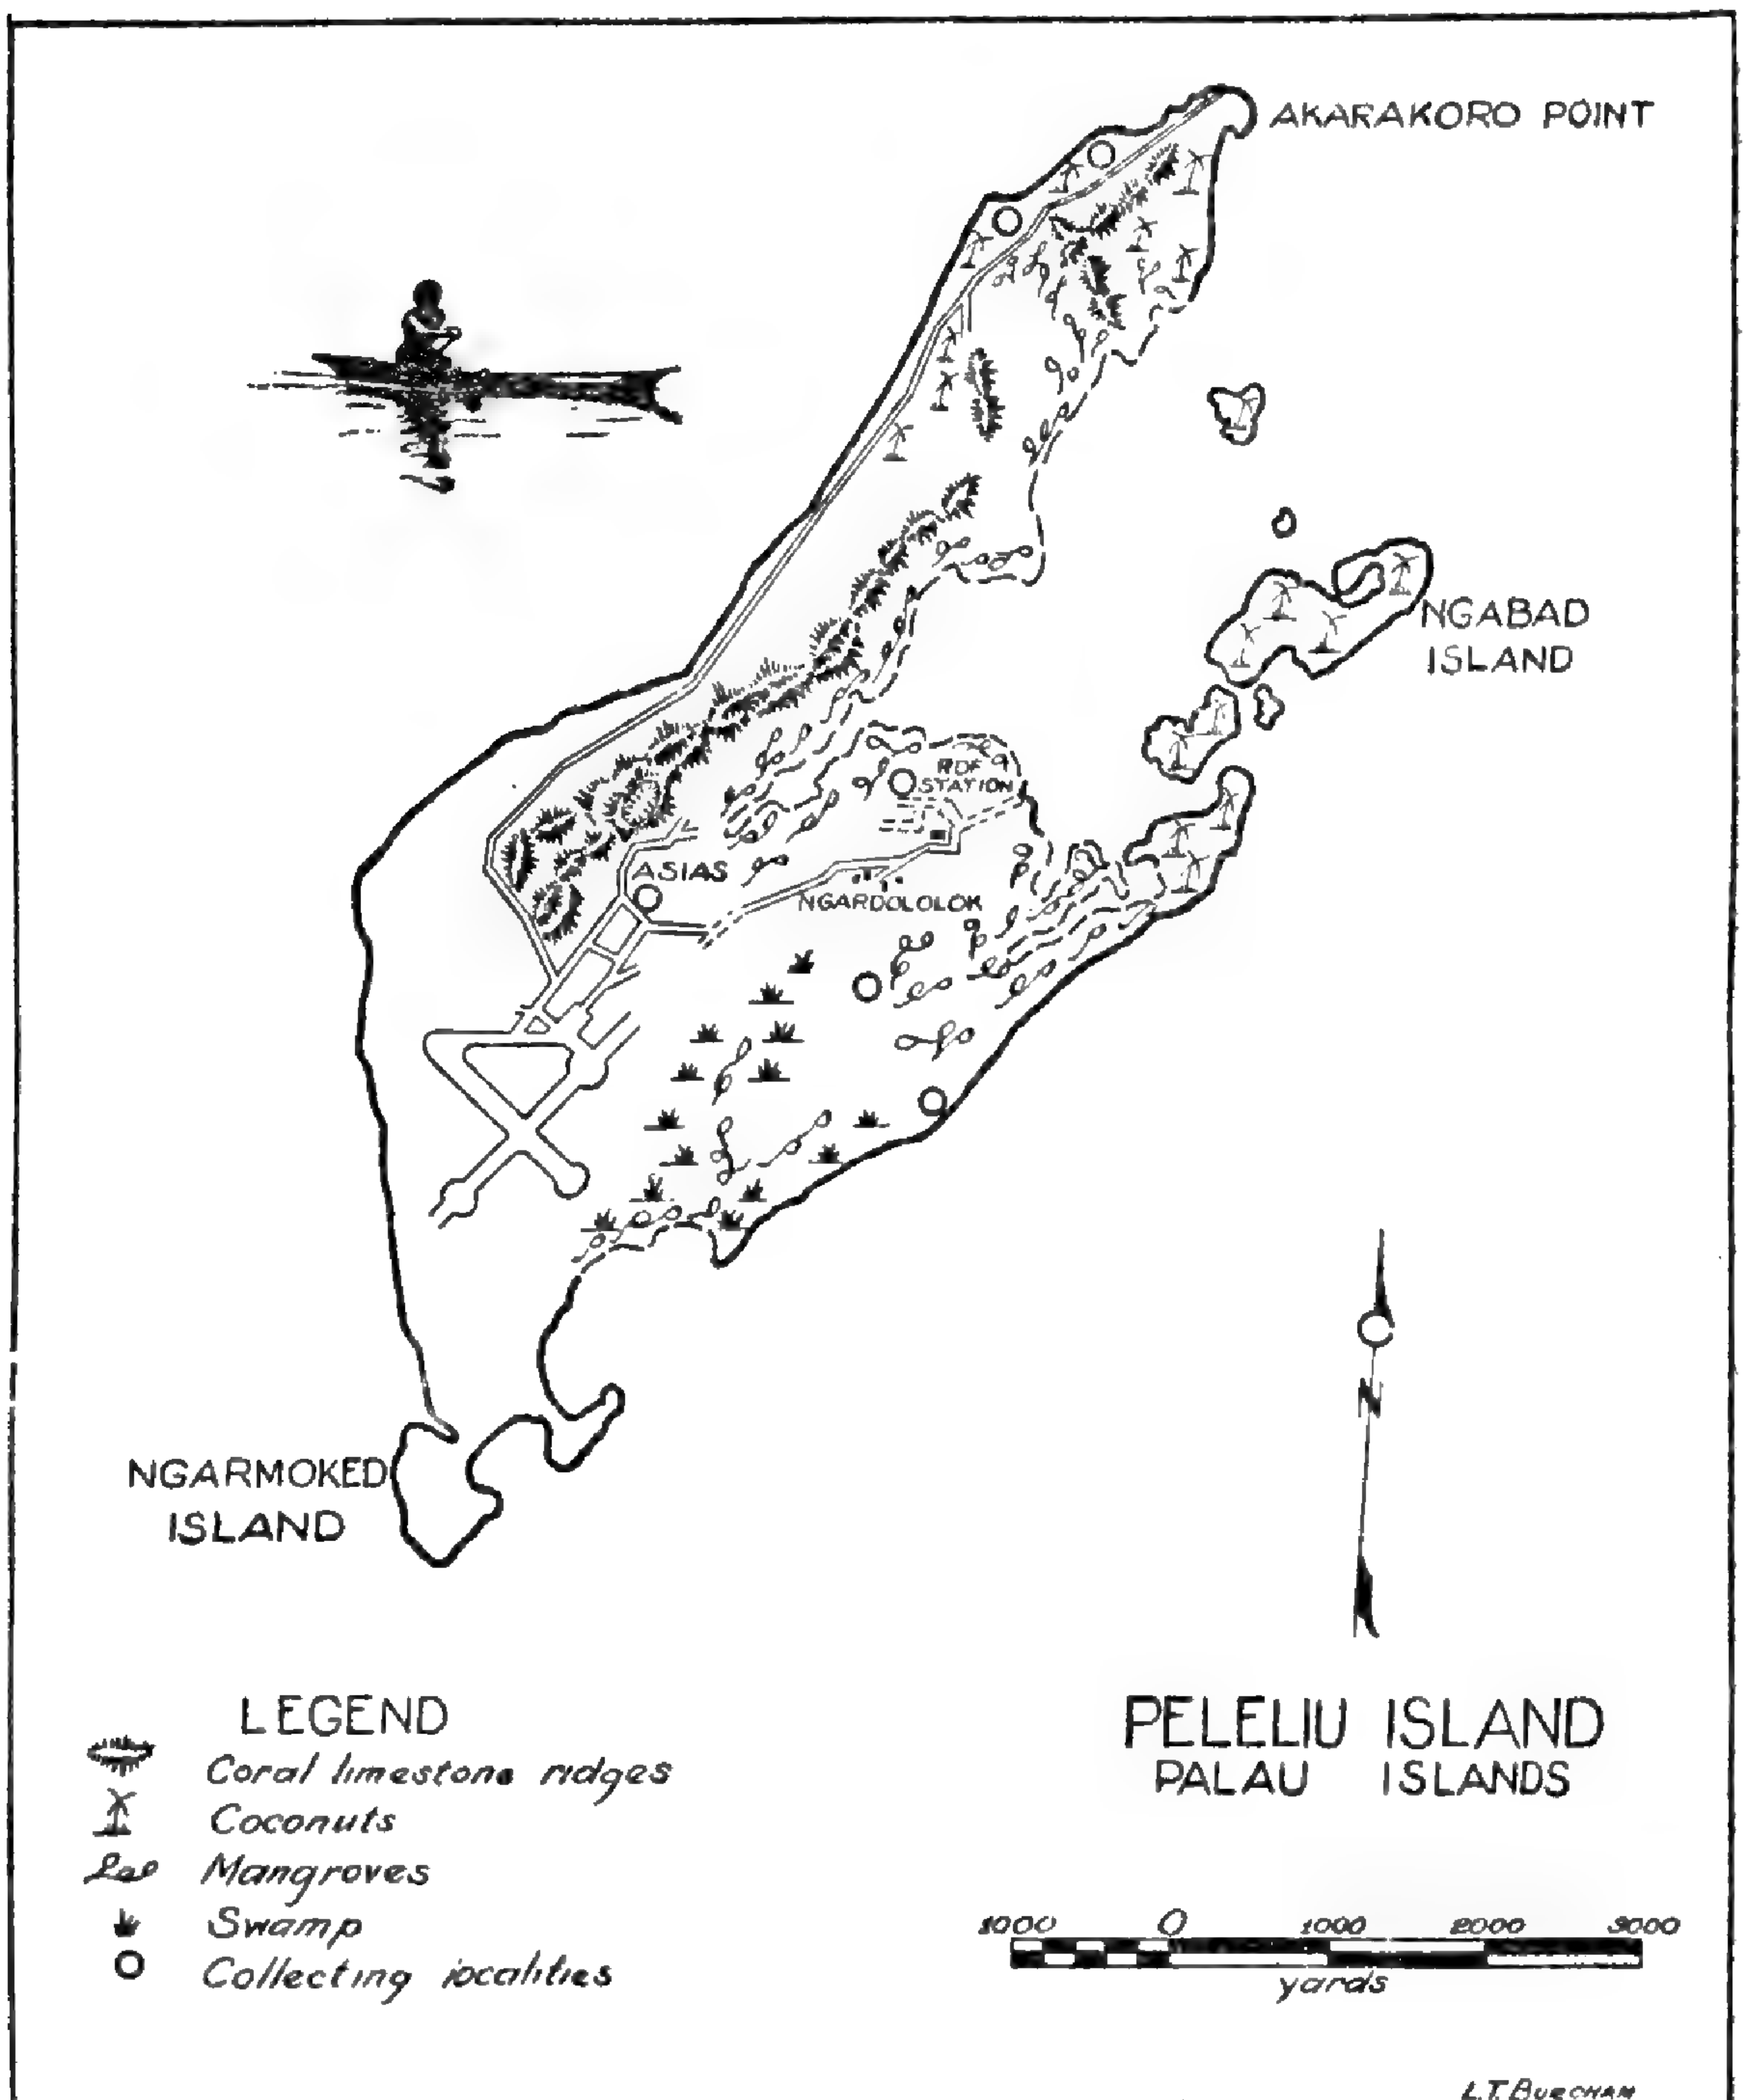 AKARAKORO POINT
NGABAD
ISLAND
RDF
STATION
ASIAS
NGARDOLOLOK
N
NGARMOKED
ISLAND
LEGEND
Coral limestone ridges
Coconuts
Mangroves
Swamp
Collecting localities
PELELIU ISLAND
PALAU ISLANDS
1000 0 1000 2000 3000
yards
L.T. BURCHAM